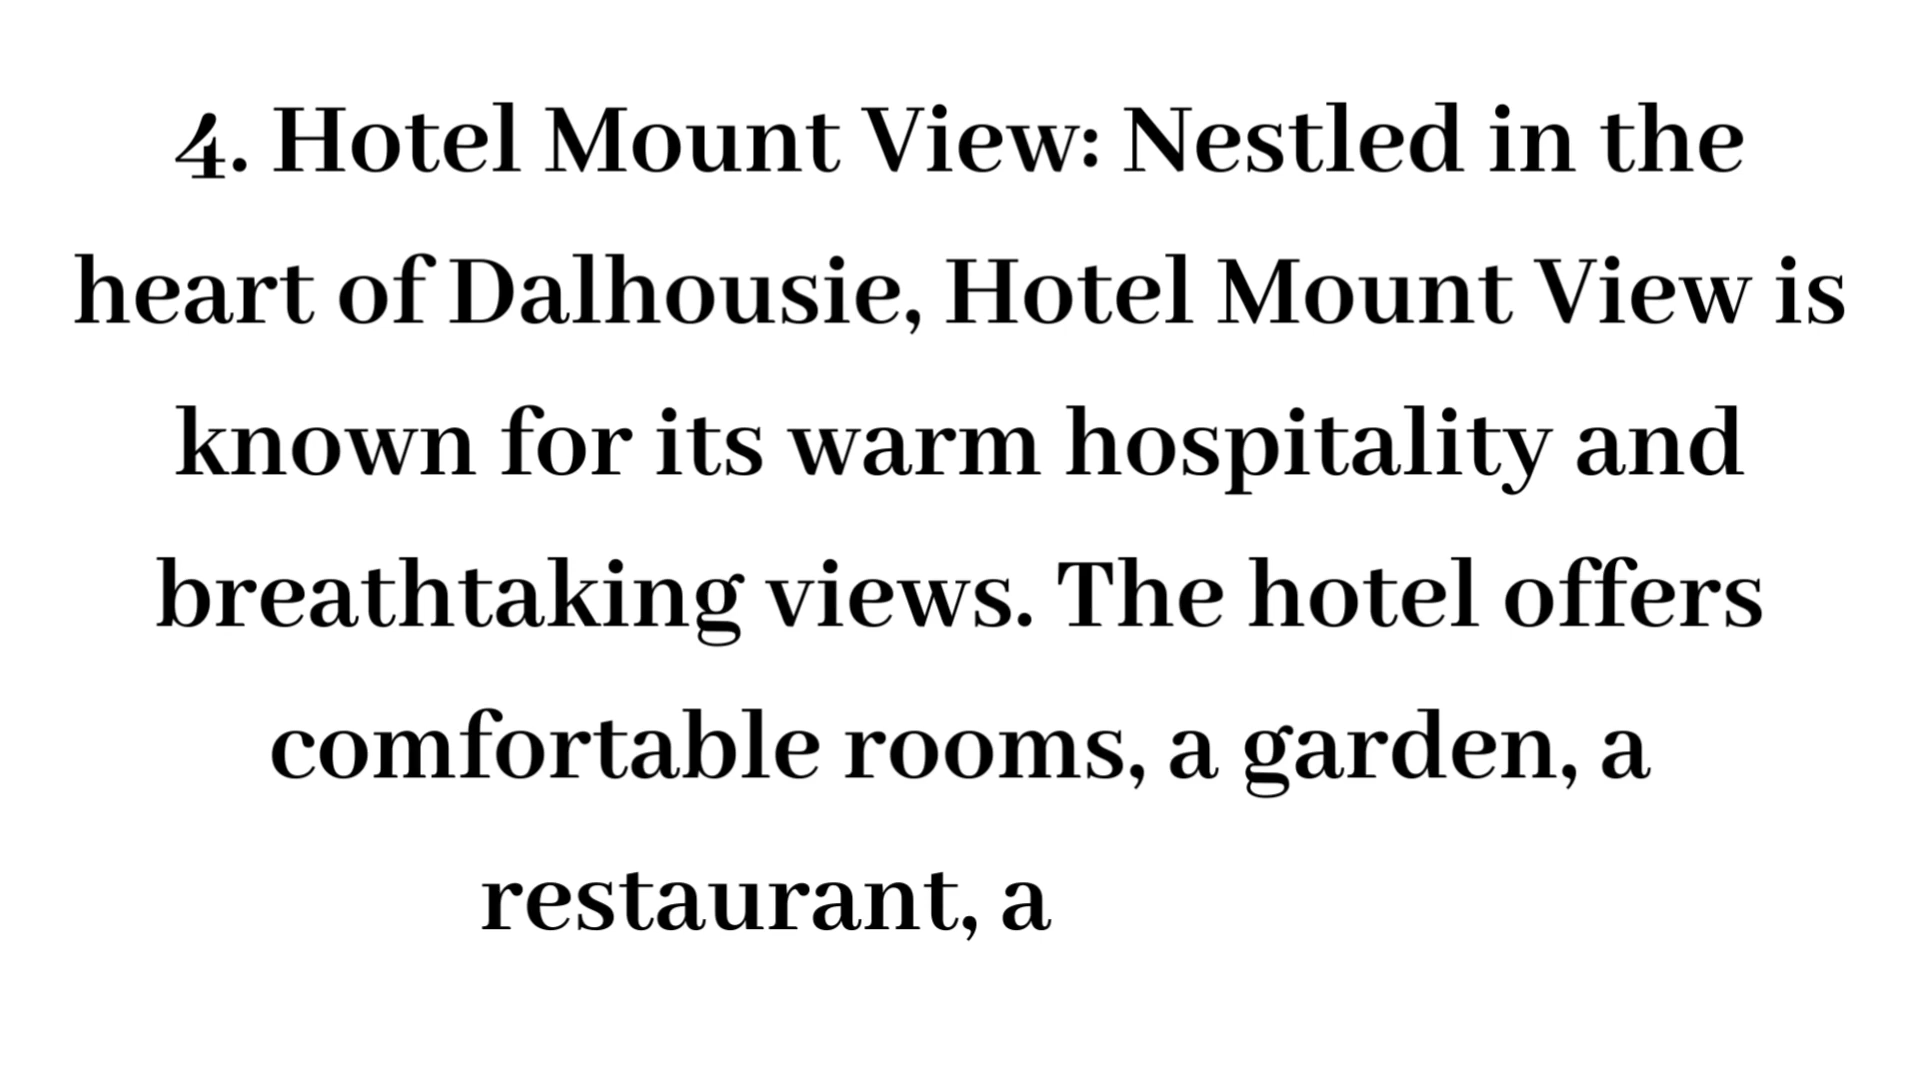 4. Hotel Mount View: Nestled in the
heart of Dalhousie, Hotel Mount View is
known for its warm hospitality and
breathtaking views. The hotel offers
comfortable rooms, a garden, a
restaurant, a